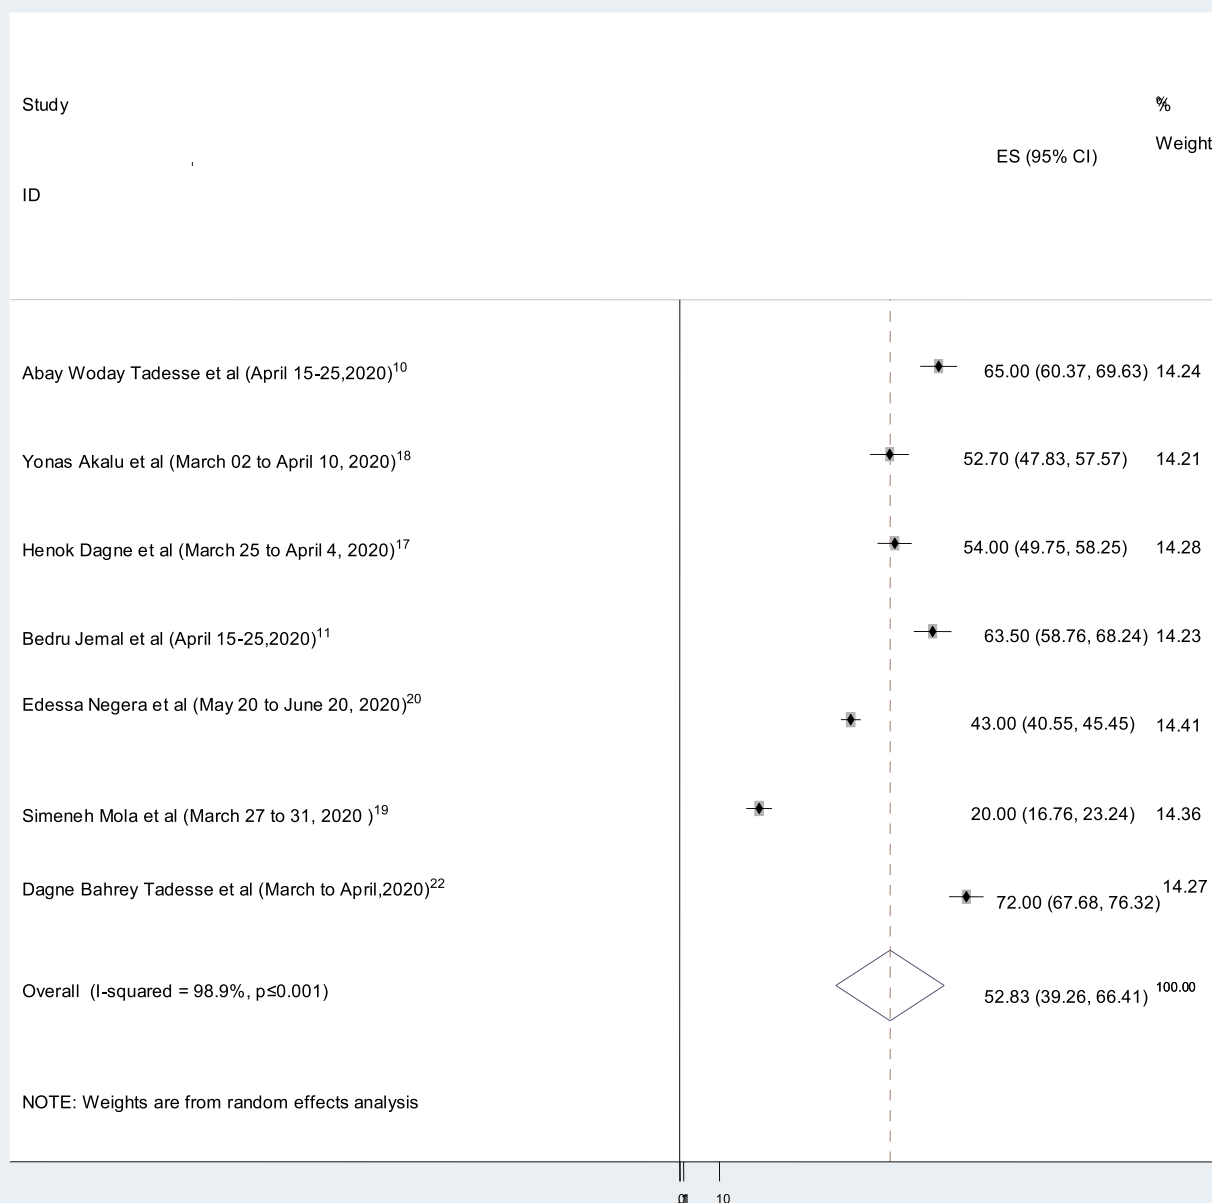 Study
%
Weight
ES (95% CI)
ID
Abay Woday Tadesse et al (April 15-25,2020)10 65.00 (60.37, 69.63) 14.24
Yonas Akalu et al (March 02 to April 10, 2020)18 52.70 (47.83, 57.57) 14.21
Henok Dagne et al (March 25 to April 4, 2020)17 54.00 (49.75, 58.25) 14.28
Bedru Jemal et al (April 15-25,2020)11 63.50 (58.76, 68.24) 14.23
Edessa Negera et al (May 20 to June 20, 2020)20 43.00 (40.55, 45.45) 14.41
Simeneh Mola et al (March 27 to 31, 2020 )19 20.00 (16.76, 23.24) 14.36
Dagne Bahrey Tadesse et al (March to April,2020)22 72.00 (67.68, 76.32) 14.27
Overall (I-squared = 98.9%, p≤0.001) 52.83 (39.26, 66.41) 100.00
NOTE: Weights are from random effects analysis
10